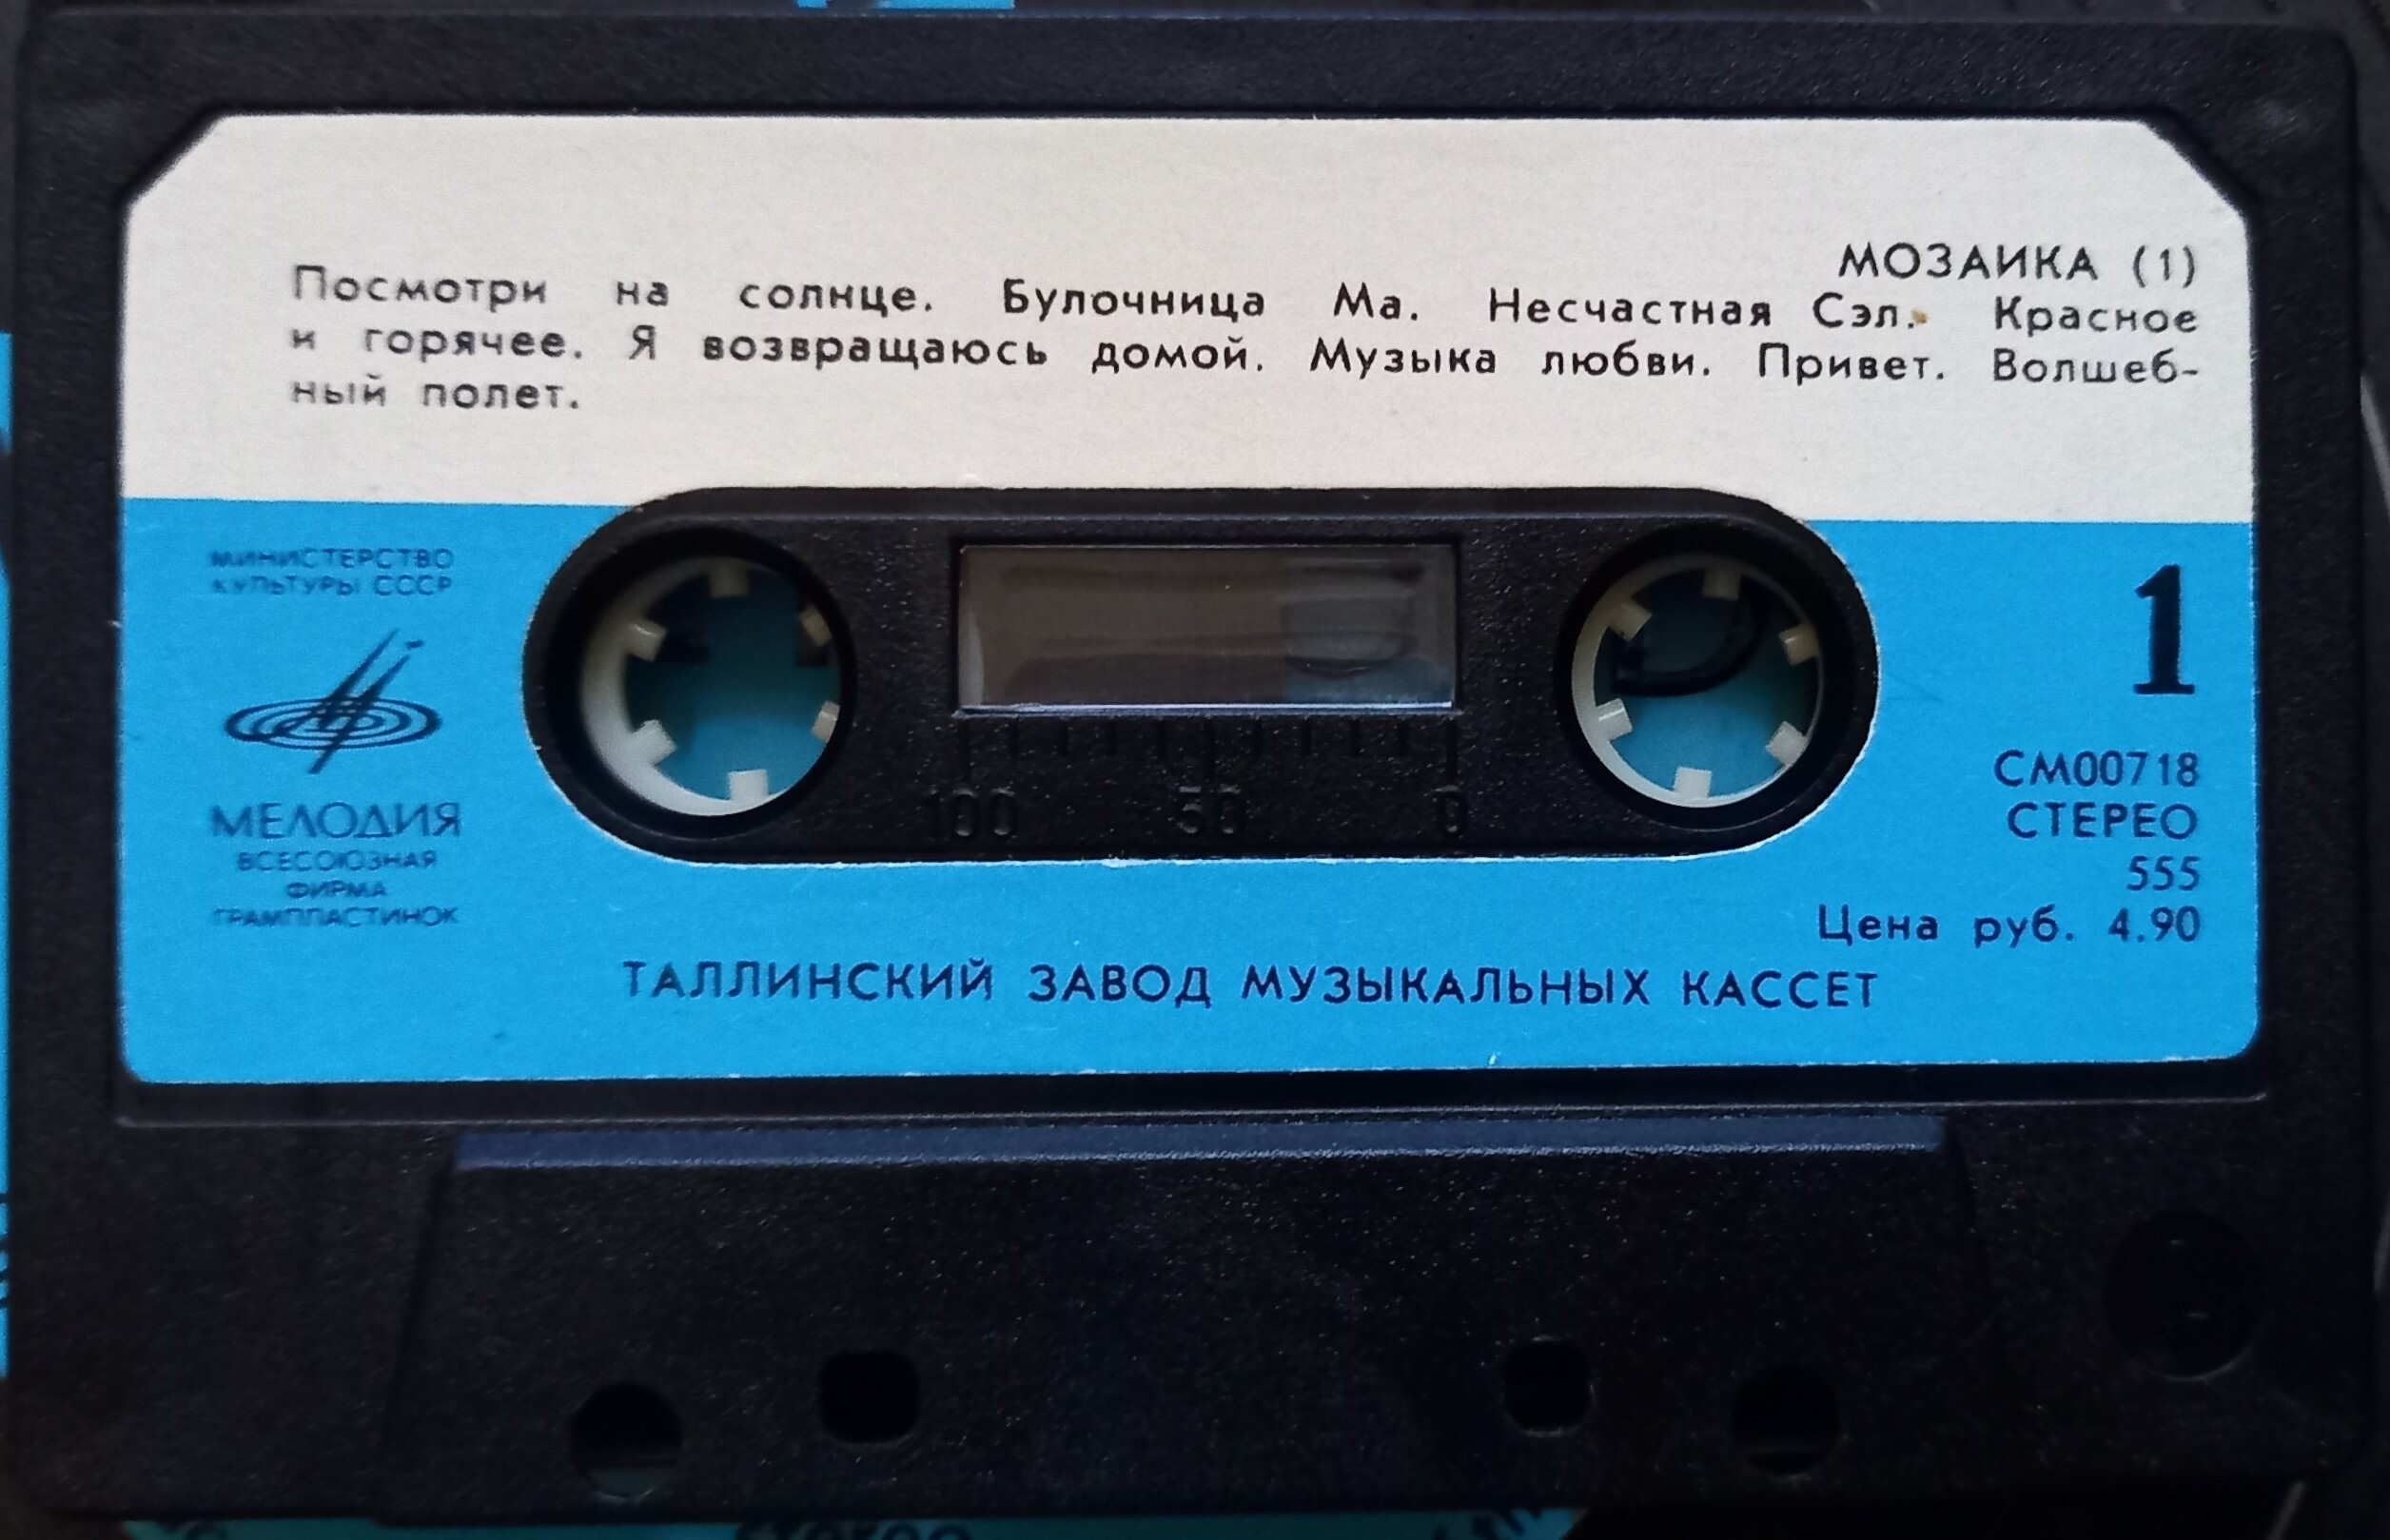 МОЗАИКА (1)
Посмотри на солнце. Булочница Ма. Несчастная Сэл. Красное
и горячее. Я возвращаюсь домой. Музыка любви. Привет. Волшеб-
ный полет.
МИНИСТЕРСТВО
КУЛЬТУРЫ СССР
МЕЛОДИЯ
ВСЕСОЮЗНАЯ
ФИРМА
ГРАМПЛАСТИНОК
100 50 0
1
СМ00718
СТЕРЕО
555
Цена руб. 4.90
ТАЛЛИНСКИЙ ЗАВОД МУЗЫКАЛЬНЫХ КАССЕТ